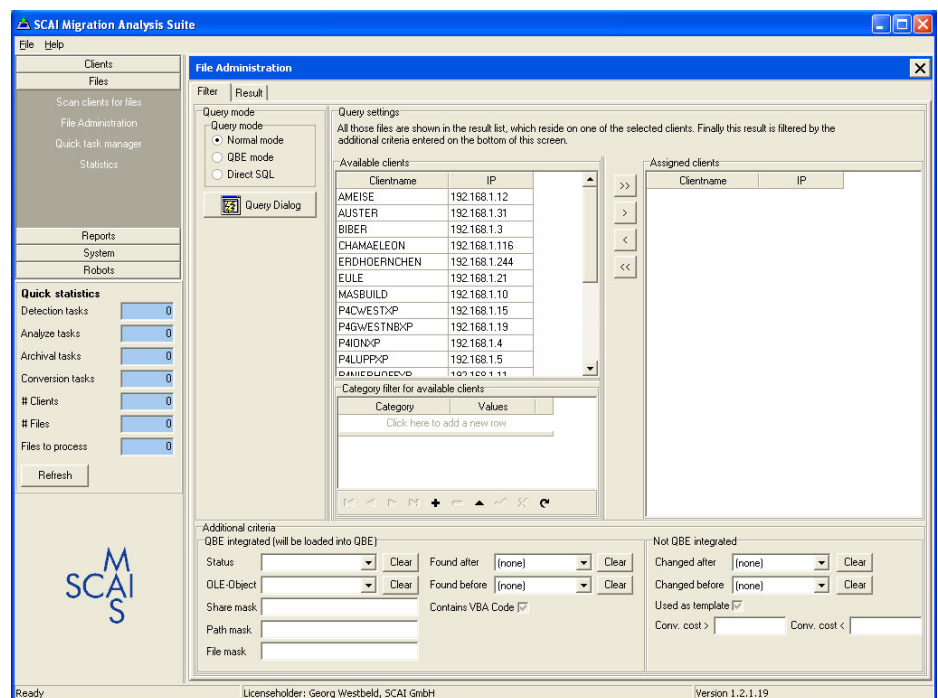 SCAI Migration Analysis Suite
File Help
Clients
Files
Scan clients for files
File Administration
Quick task manager
Statistics
Reports
System
Robots
Quick statistics
Detection tasks 0
Analyze tasks 0
Archival tasks 0
Conversion tasks 0
# Clients 0
# Files 0
Files to process 0
Refresh
M
SCAI
S
File Administration
Filter Result
Query mode
Query mode
Normal mode
QBE mode
Direct SQL
Query Dialog
Query settings
All those files are shown in the result list, which reside on one of the selected clients. Finally this result is filtered by the
additional criteria entered on the bottom of this screen.
Available clients
Clientname IP
AMEISE 192.168.1.12
AUSTER 192.168.1.31
BIBER 192.168.1.3
CHAMAELEON 192.168.1.116
ERDHOERNCHEN 192.168.1.244
EULE 192.168.1.21
MASBUILD 192.168.1.10
P4CWESTXP 192.168.1.15
P4GWESTNBXP 192.168.1.19
P4IONXP 192.168.1.4
P4LUPPXP 192.168.1.5
P4NIERHOFFXP 192.168.1.11
>>
>
<
<<
Assigned clients
Clientname IP
Category filter for available clients
Category Values
Click here to add a new row
Additional criteria
QBE integrated (will be loaded into QBE)
Status Clear Found after (none) Clear
OLE-Object Clear Found before (none) Clear
Share mask Contains VBA Code
Path mask
File mask
Not QBE integrated
Changed after (none) Clear
Changed before (none) Clear
Used as template
Conv. cost > Conv. cost <
Ready Licenseholder: Georg Westbeld, SCAI GmbH Version 1.2.1.19